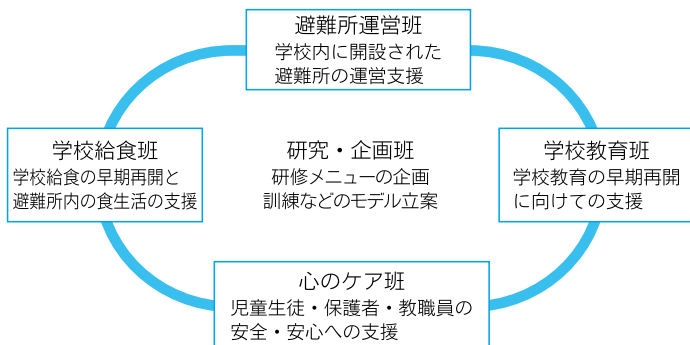 避難所運営班
学校内に開設された
避難所の運営支援
学校給食班
学校給食の早期再開と
避難所内の食生活の支援
研究・企画班
研修メニューの企画
訓練などのモデル立案
学校教育班
学校教育の早期再開
に向けての支援
心のケア班
児童生徒・保護者・教職員の
安全・安心への支援